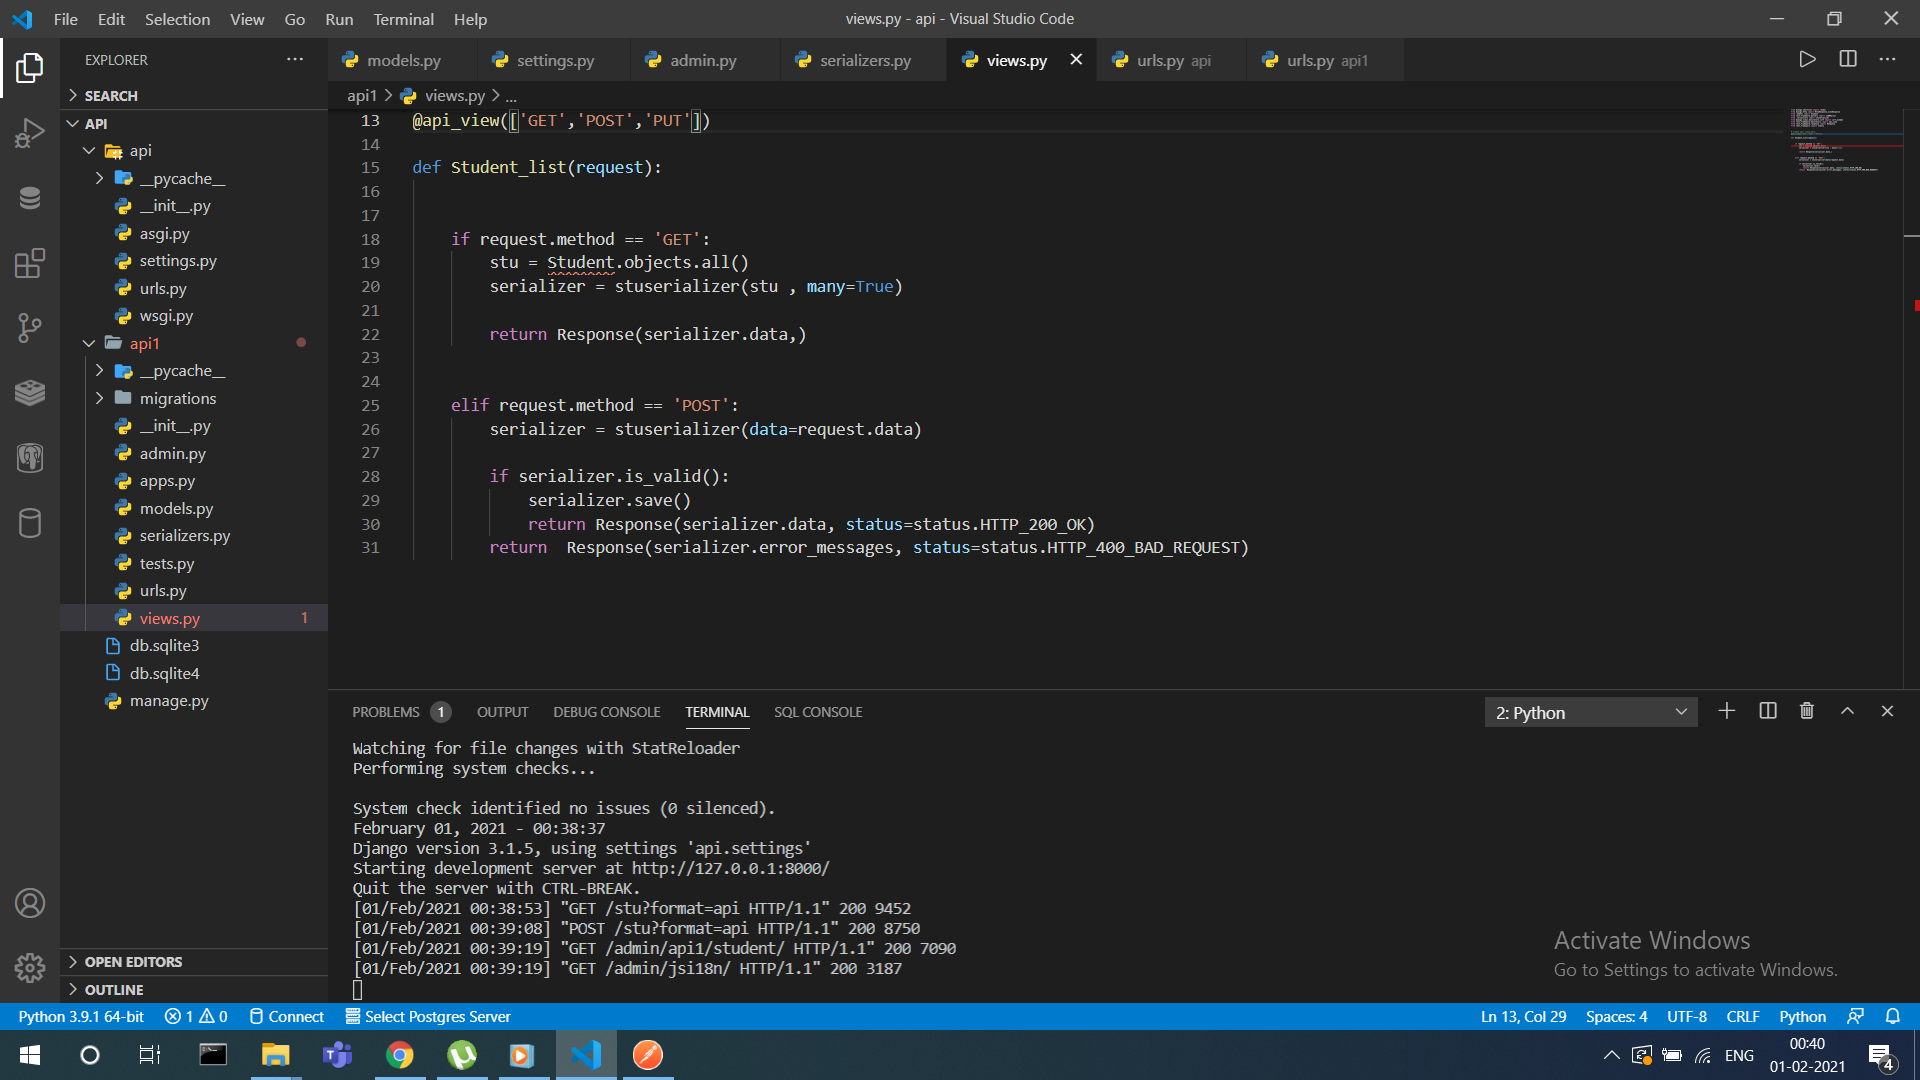 File Edit Selection View Go Run Terminal Help
views.py - api - Visual Studio Code
EXPLORER
SEARCH
API
api
__pycache__
__init__.py
asgi.py
settings.py
urls.py
wsgi.py
api1
__pycache__
migrations
__init__.py
admin.py
apps.py
models.py
serializers.py
tests.py
urls.py
views.py 1
db.sqlite3
db.sqlite4
manage.py
OPEN EDITORS
OUTLINE
models.py settings.py admin.py serializers.py views.py urls.py api urls.py api1
api1 > views.py > ...
13 @api_view(['GET','POST','PUT'])
14
15 def Student_list(request):
16
17
18 if request.method == 'GET':
19 stu = Student.objects.all()
20 serializer = stuserializer(stu , many=True)
21
22 return Response(serializer.data,)
23
24
25 elif request.method == 'POST':
26 serializer = stuserializer(data=request.data)
27
28 if serializer.is_valid():
29 serializer.save()
30 return Response(serializer.data, status=status.HTTP_200_OK)
31 return  Response(serializer.error_messages, status=status.HTTP_400_BAD_REQUEST)
PROBLEMS 1 OUTPUT DEBUG CONSOLE TERMINAL SQL CONSOLE
2: Python
Watching for file changes with StatReloader
Performing system checks...
System check identified no issues (0 silenced).
February 01, 2021 - 00:38:37
Django version 3.1.5, using settings 'api.settings'
Starting development server at http://127.0.0.1:8000/
Quit the server with CTRL-BREAK.
[01/Feb/2021 00:38:53] "GET /stu?format=api HTTP/1.1" 200 9452
[01/Feb/2021 00:39:08] "POST /stu?format=api HTTP/1.1" 200 8750
[01/Feb/2021 00:39:19] "GET /admin/api1/student/ HTTP/1.1" 200 7090
[01/Feb/2021 00:39:19] "GET /admin/jsi18n/ HTTP/1.1" 200 3187
Activate Windows
Go to Settings to activate Windows.
Python 3.9.1 64-bit 1 0 Connect Select Postgres Server
Ln 13, Col 29 Spaces: 4 UTF-8 CRLF Python
ENG
00:40
01-02-2021
4